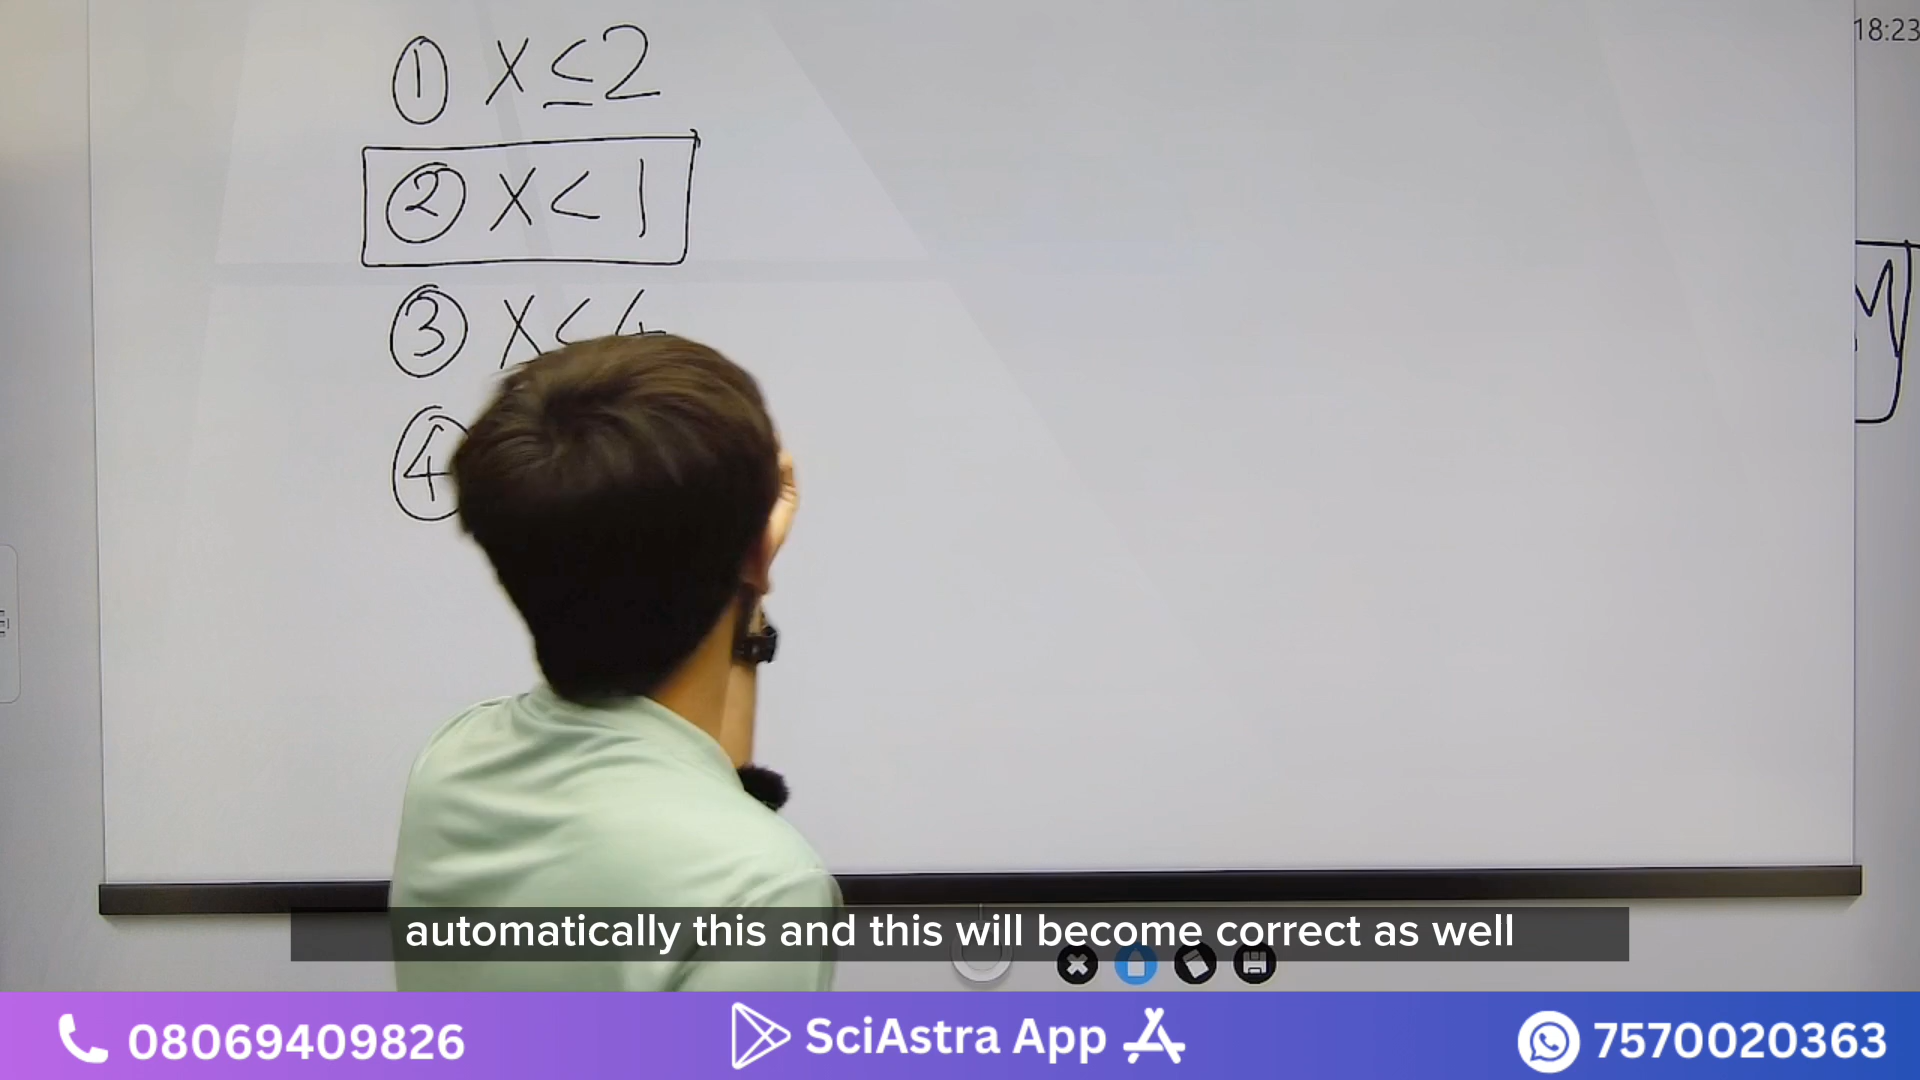 18:23
① X ≤ 2
② X < 1
③ X < 4
④
M
automatically this and this will become correct as well
08069409826
SciAstra App
7570020363